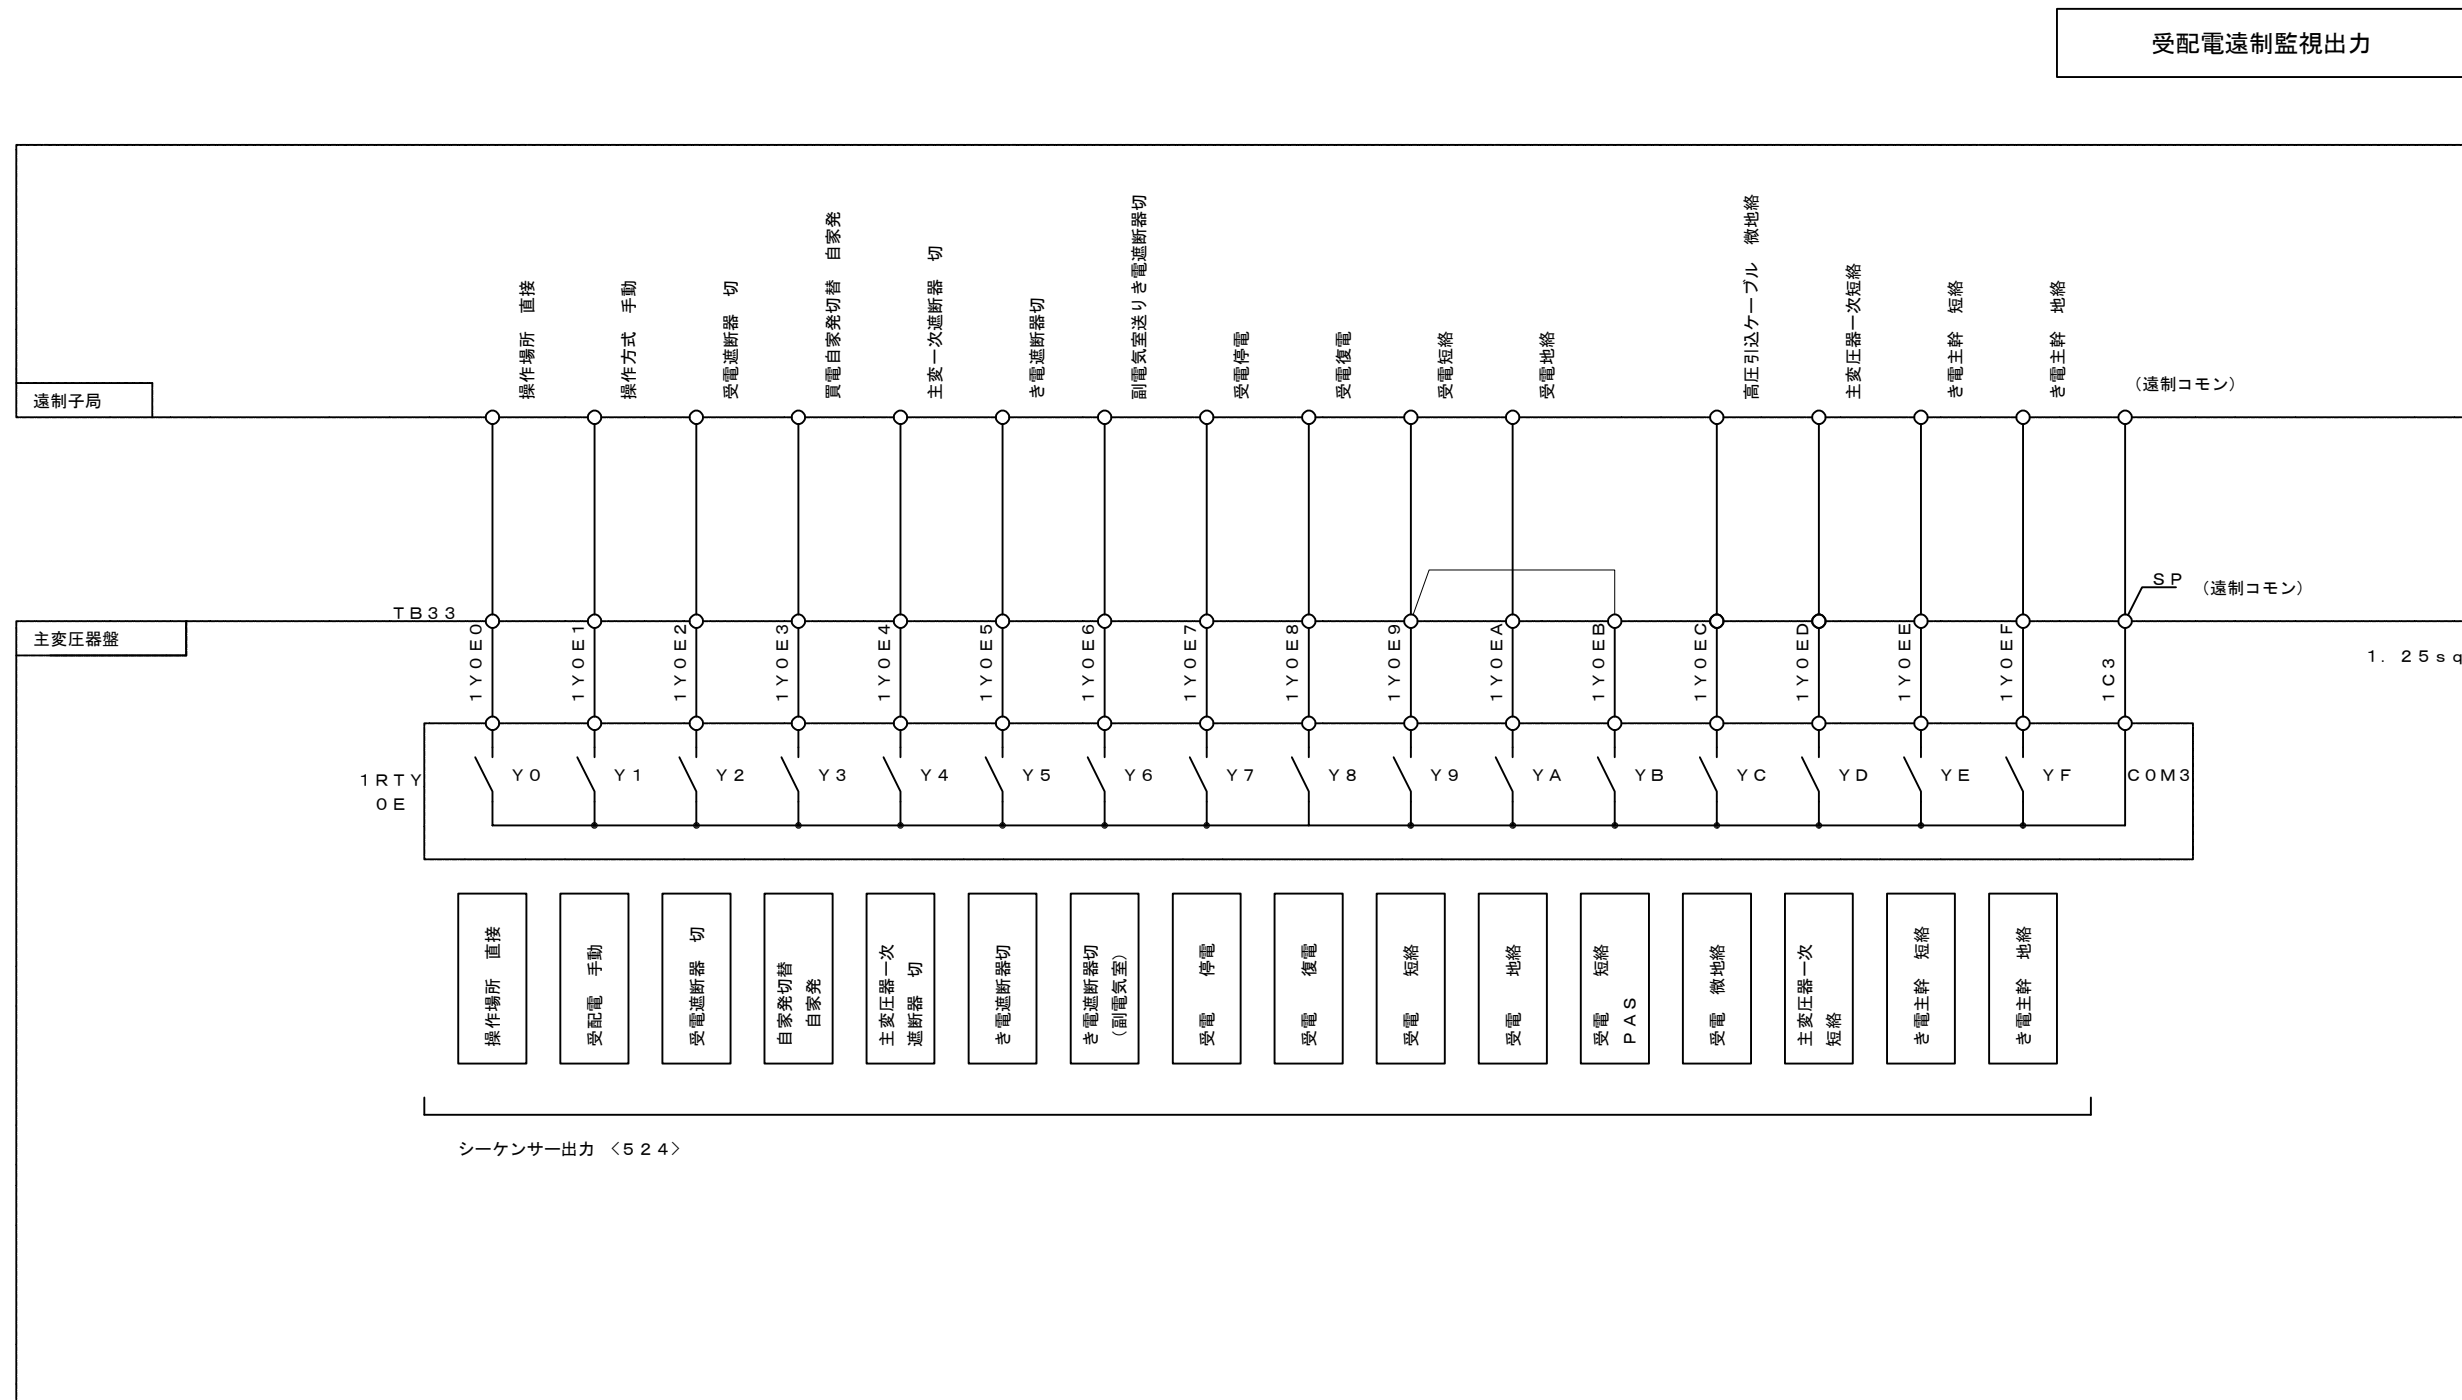 受配電遠制監視出力
操作場所　直接
操作方式　手動
受電遮断器　切
買電自家発切替　自家発
主変一次遮断器　切
き電遮断器切
副電気室送りき電遮断器切
受電停電
受電復電
受電短絡
受電地絡
高圧引込ケーブル　微地絡
主変圧器一次短絡
き電主幹　短絡
き電主幹　地絡
（遠制コモン）
遠制子局
ＳＰ　（遠制コモン）
ＴＢ３３
主変圧器盤
１．２５ｓｑ
１Ｙ０Ｅ０
１Ｙ０Ｅ１
１Ｙ０Ｅ２
１Ｙ０Ｅ３
１Ｙ０Ｅ４
１Ｙ０Ｅ５
１Ｙ０Ｅ６
１Ｙ０Ｅ７
１Ｙ０Ｅ８
１Ｙ０Ｅ９
１Ｙ０ＥＡ
１Ｙ０ＥＢ
１Ｙ０ＥＣ
１Ｙ０ＥＤ
１Ｙ０ＥＥ
１Ｙ０ＥＦ
１Ｃ３
１ＲＴＹ
０Ｅ
Ｙ０
Ｙ１
Ｙ２
Ｙ３
Ｙ４
Ｙ５
Ｙ６
Ｙ７
Ｙ８
Ｙ９
ＹＡ
ＹＢ
ＹＣ
ＹＤ
ＹＥ
ＹＦ
ＣＯＭ３
操作場所　直接
受配電　手動
受電遮断器　切
自家発切替
自家発
主変圧器一次
遮断器　切
き電遮断器切
き電遮断器切
（副電気室）
受電　停電
受電　復電
受電　短絡
受電　地絡
受電　短絡
ＰＡＳ
受電　微地絡
主変圧器一次
短絡
き電主幹　短絡
き電主幹　地絡
シーケンサー出力　＜５２４＞